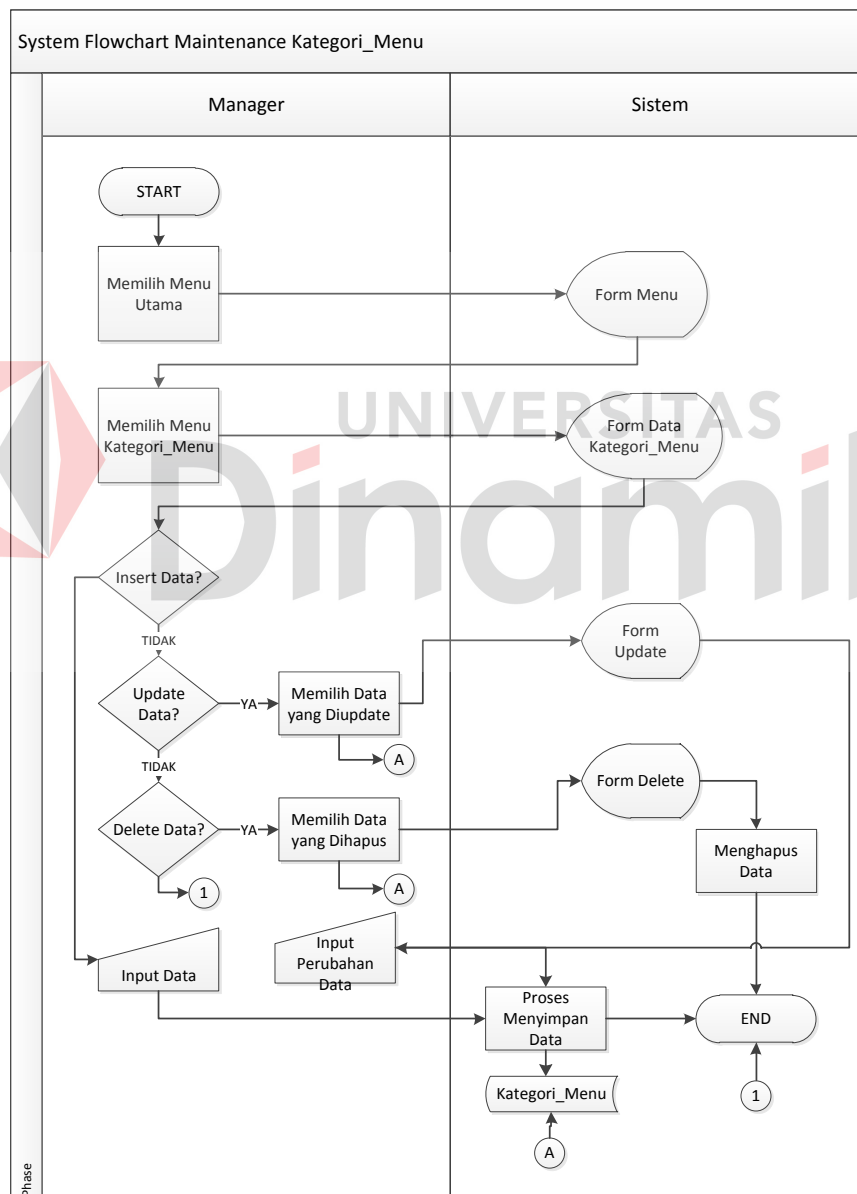 System Flowchart Maintenance Kategori_Menu
Manager
Sistem
START
Memilih Menu
Utama
Form Menu
UNIVERSITAS
Dinami
Memilih Menu
Kategori_Menu
Form Data
Kategori_Menu
Insert Data?
TIDAK
Form
Update
Update
Data?
YA
Memilih Data
yang Diupdate
A
TIDAK
Form Delete
Delete Data?
YA
Memilih Data
yang Dihapus
Menghapus
Data
1
A
Input Data
Input
Perubahan
Data
Proses
Menyimpan
Data
END
Kategori_Menu
1
A
Phase